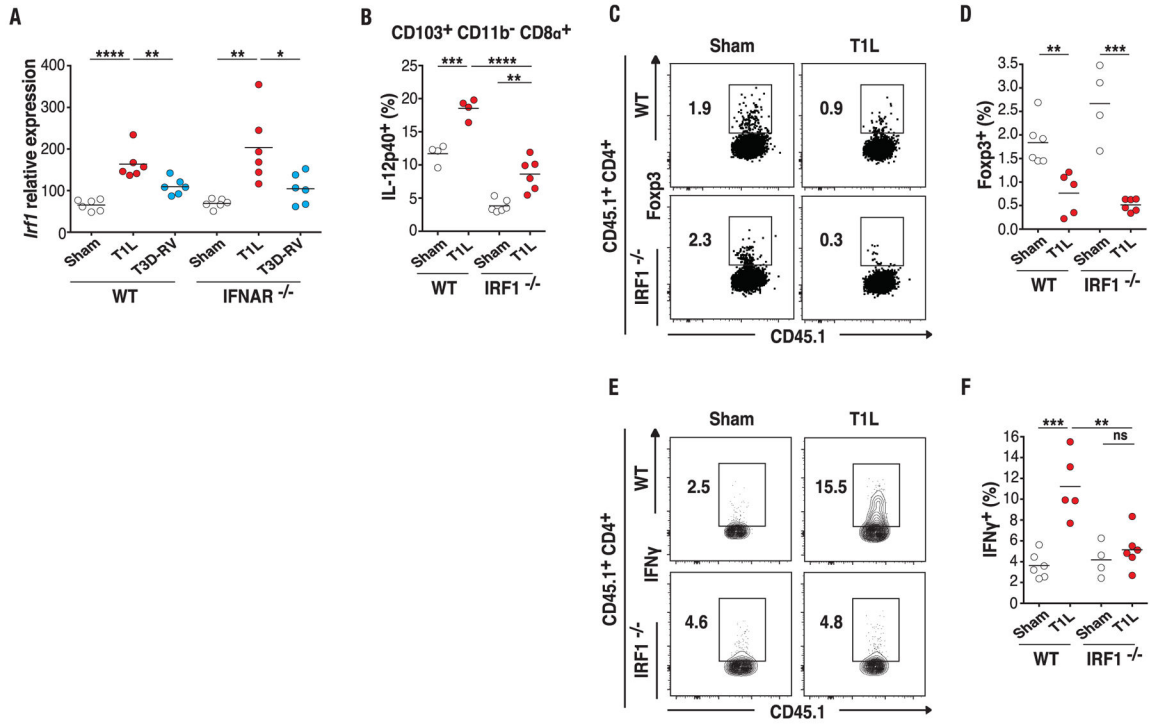 A
Irf1 relative expression
400
300
200
100
0
**** ** ** *
Sham T1L T3D-RV Sham T1L T3D-RV
WT IFNAR -/-
B
CD103+ CD11b- CD8α+
IL-12p40+ (%)
25
20
15
10
5
0
*** ****
**
Sham T1L Sham T1L
WT IRF1 -/-
C
Sham T1L
CD45.1+ CD4+
Foxp3
WT
IRF1 -/-
1.9 0.9
2.3 0.3
CD45.1
D
Foxp3+ (%)
3.5
3.0
2.5
2.0
1.5
1.0
0.5
0.0
** ***
Sham T1L Sham T1L
WT IRF1 -/-
E
Sham T1L
CD45.1+ CD4+
IFNγ
WT
IRF1 -/-
2.5 15.5
4.6 4.8
CD45.1
F
IFNγ+ (%)
16
14
12
10
8
6
4
2
0
*** **
ns
Sham T1L Sham T1L
WT IRF1 -/-